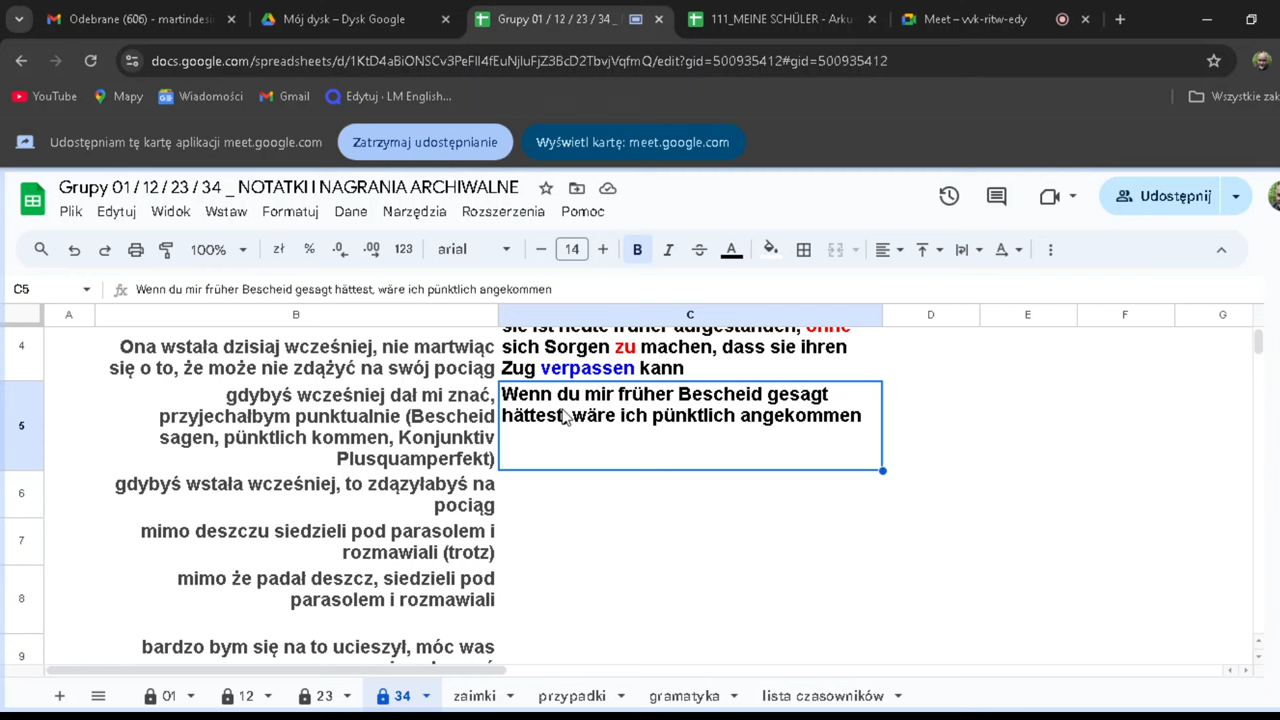 Odebrane (606) - martindesi
Mój dysk – Dysk Google
Grupy 01 / 12 / 23 / 34 _
111_MEINE SCHÜLER - Arku
Meet – vvk-ritw-edy
docs.google.com/spreadsheets/d/1KtD4aBiONSCv3PeFlI4fEuNjluFjZ3BcD2TbvjVqfmQ/edit?gid=500935412#gid=500935412
YouTube
Mapy
Wiadomości
Gmail
Edytuj · LM English...
Wszystkie zak
Udostępniam tę kartę aplikacji meet.google.com
Zatrzymaj udostępnianie
Wyświetl kartę: meet.google.com
Grupy 01 / 12 / 23 / 34 _ NOTATKI I NAGRANIA ARCHIWALNE
Plik Edytuj Widok Wstaw Formatuj Dane Narzędzia Rozszerzenia Pomoc
Udostępnij
100% zł % .0 .00 123 arial 14 B I A
C5
fx Wenn du mir früher Bescheid gesagt hättest, wäre ich pünktlich angekommen
A B C D E F G
sie ist heute früher aufgestanden, ohne
4
Ona wstała dzisiaj wcześniej, nie martwiąc
się o to, że może nie zdążyć na swój pociąg
sich Sorgen zu machen, dass sie ihren
Zug verpassen kann
5
gdybyś wcześniej dał mi znać,
przyjechałbym punktualnie (Bescheid
sagen, pünktlich kommen, Konjunktiv
Plusquamperfekt)
Wenn du mir früher Bescheid gesagt
hättest, wäre ich pünktlich angekommen
6
gdybyś wstała wcześniej, to zdążyłabyś na
pociąg
7
mimo deszczu siedzieli pod parasolem i
rozmawiali (trotz)
8
mimo że padał deszcz, siedzieli pod
parasolem i rozmawiali
9
bardzo bym się na to ucieszył, móc was
01 12 23 34 zaimki przypadki gramatyka lista czasowników